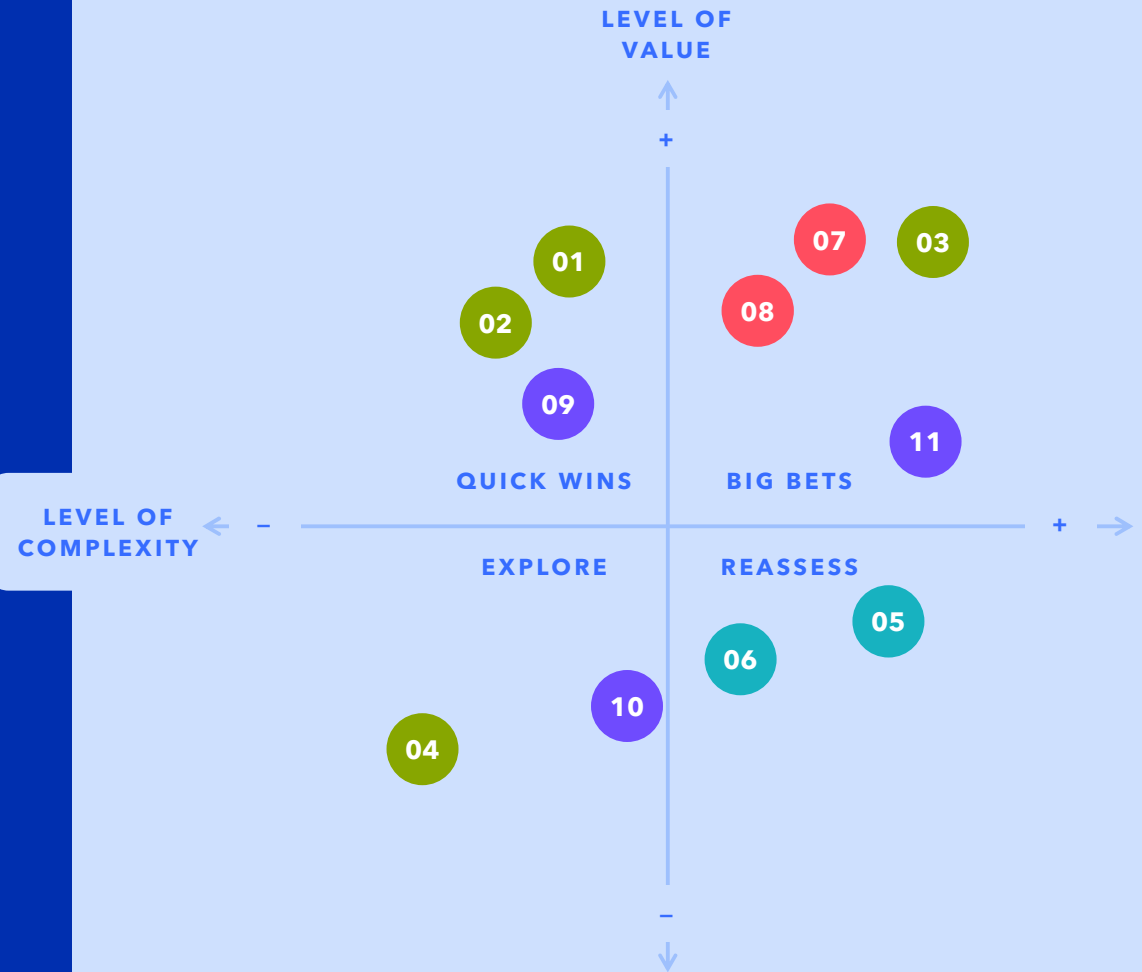 LEVEL OF
VALUE
+
07
03
01
08
02
09
11
QUICK WINS
BIG BETS
LEVEL OF
COMPLEXITY
–
+
EXPLORE
REASSESS
05
06
10
04
–